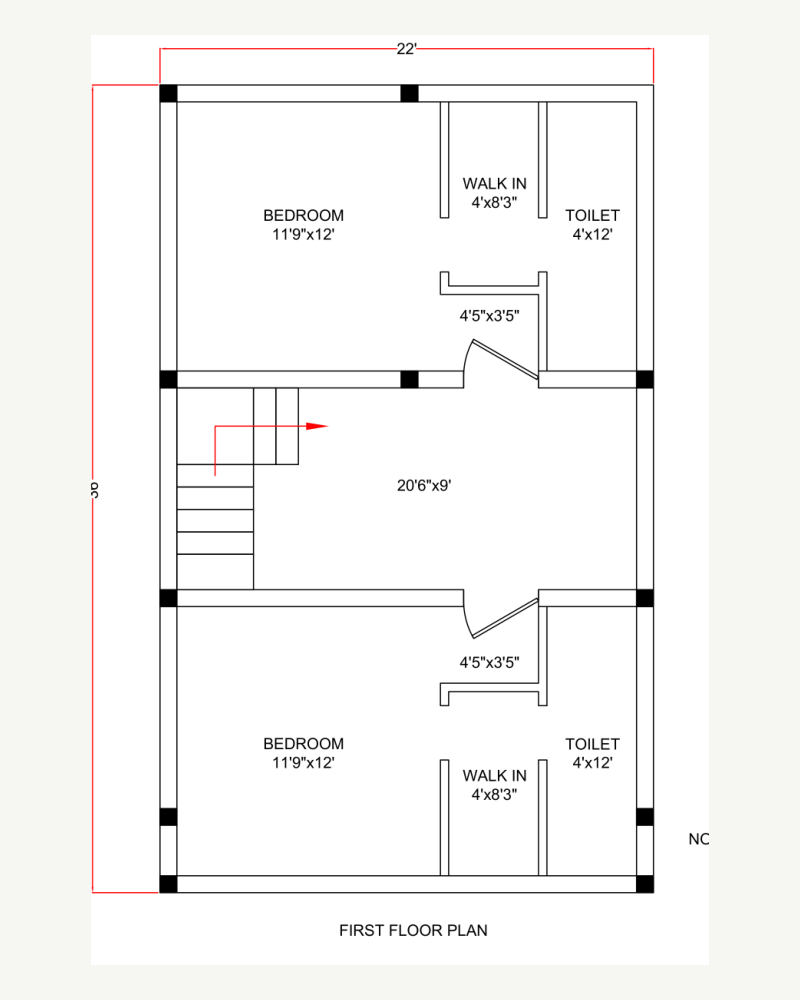 22'
WALK IN
4'x8'3"
BEDROOM
11'9"x12'
TOILET
4'x12'
4'5"x3'5"
36'
20'6"x9'
4'5"x3'5"
BEDROOM
11'9"x12'
TOILET
4'x12'
WALK IN
4'x8'3"
FIRST FLOOR PLAN